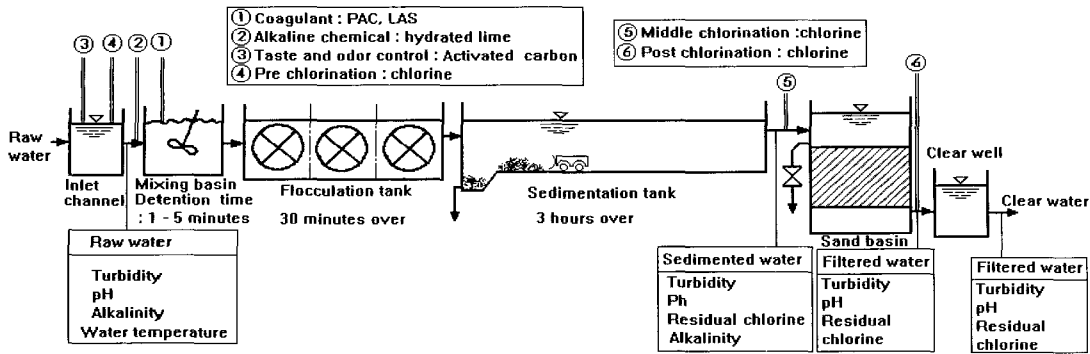 ① Coagulant : PAC, LAS
② Alkaline chemical : hydrated lime
③ Taste and odor control : Activated carbon
④ Pre chlorination : chlorine
⑤ Middle chlorination :chlorine
⑥ Post chlorination : chlorine
③ ④ ② ①
⑤
⑥
Raw
water
Inlet
channel
Mixing basin
Detention time
: 1 - 5 minutes
Flocculation tank
30 minutes over
Sedimentation tank
3 hours over
Sand basin
Clear well
Clear water
Raw water
Turbidity
pH
Alkalinity
Water temperature
Sedimented water
Turbidity
Ph
Residual chlorine
Alkalinity
Filtered water
Turbidity
pH
Residual
chlorine
Filtered water
Turbidity
pH
Residual
chlorine